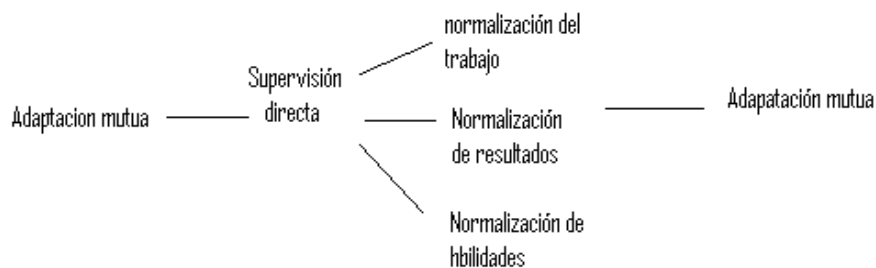 Adaptacion mutua
Supervisión
directa
normalización del
trabajo
Normalización
de resultados
Normalización de
hbilidades
Adapatación mutua